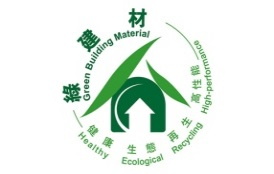 綠建材
Green Building Material
健康 生態 再生 高性能
Healthy Ecological Recycling High-performance